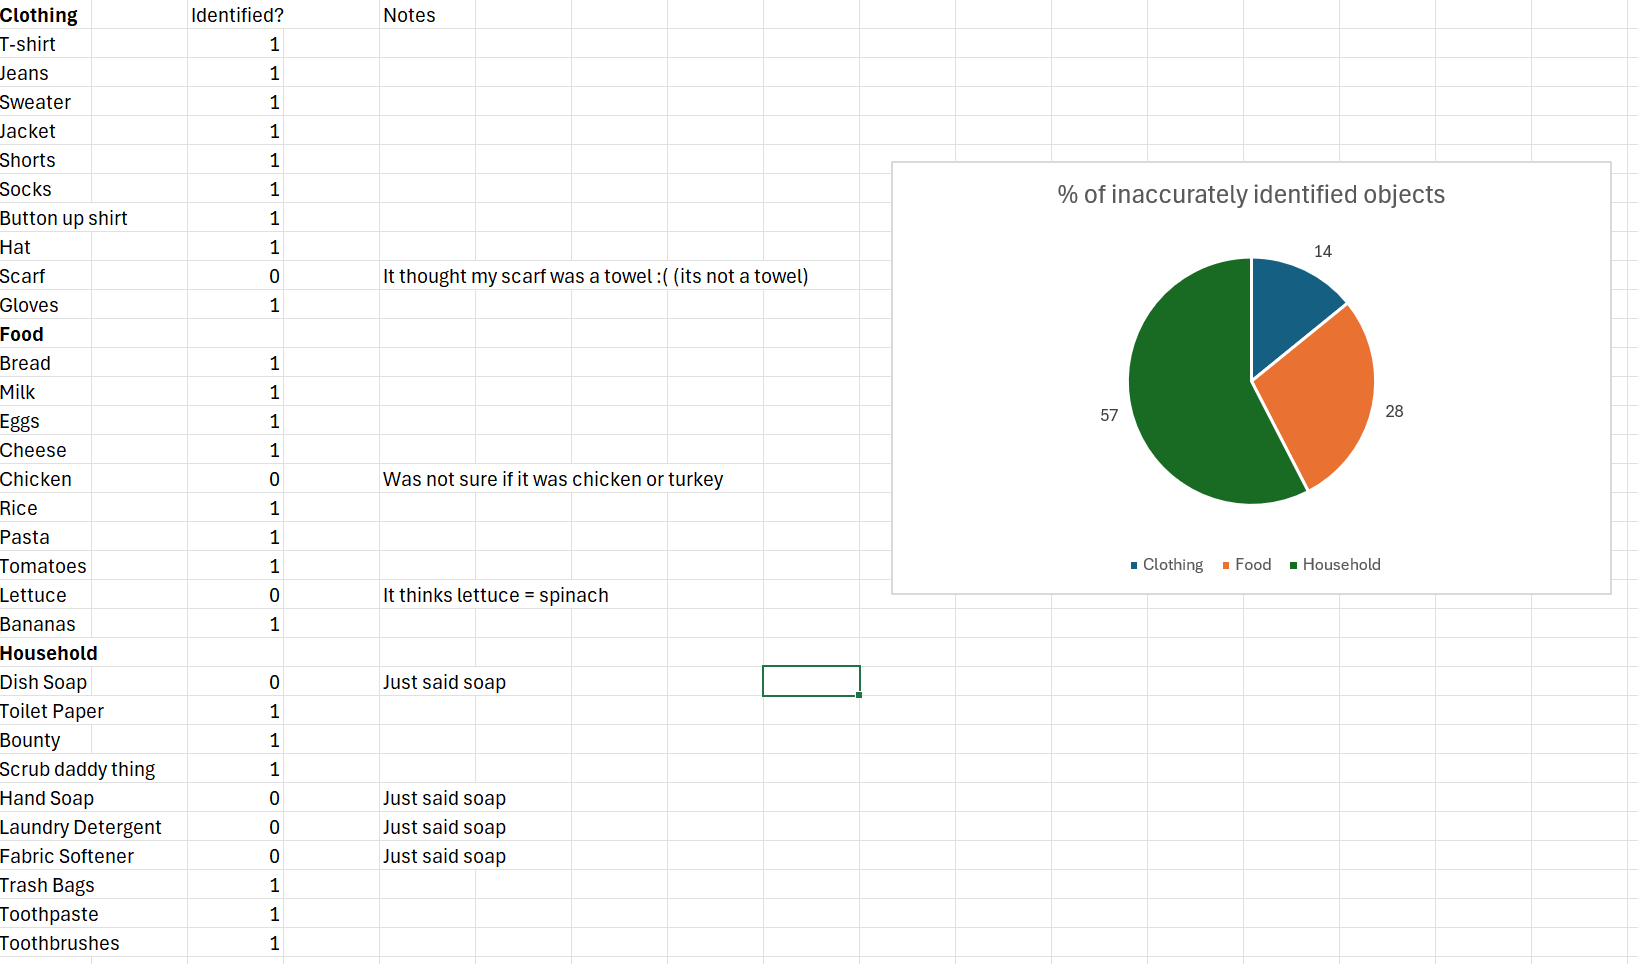 Clothing Identified? Notes
T-shirt 1
Jeans 1
Sweater 1
Jacket 1
Shorts 1
Socks 1
Button up shirt 1
Hat 1
Scarf 0 It thought my scarf was a towel :( (its not a towel)
Gloves 1
Food
Bread 1
Milk 1
Eggs 1
Cheese 1
Chicken 0 Was not sure if it was chicken or turkey
Rice 1
Pasta 1
Tomatoes 1
Lettuce 0 It thinks lettuce = spinach
Bananas 1
Household
Dish Soap 0 Just said soap
Toilet Paper 1
Bounty 1
Scrub daddy thing 1
Hand Soap 0 Just said soap
Laundry Detergent 0 Just said soap
Fabric Softener 0 Just said soap
Trash Bags 1
Toothpaste 1
Toothbrushes 1
% of inaccurately identified objects
14
28
57
Clothing Food Household